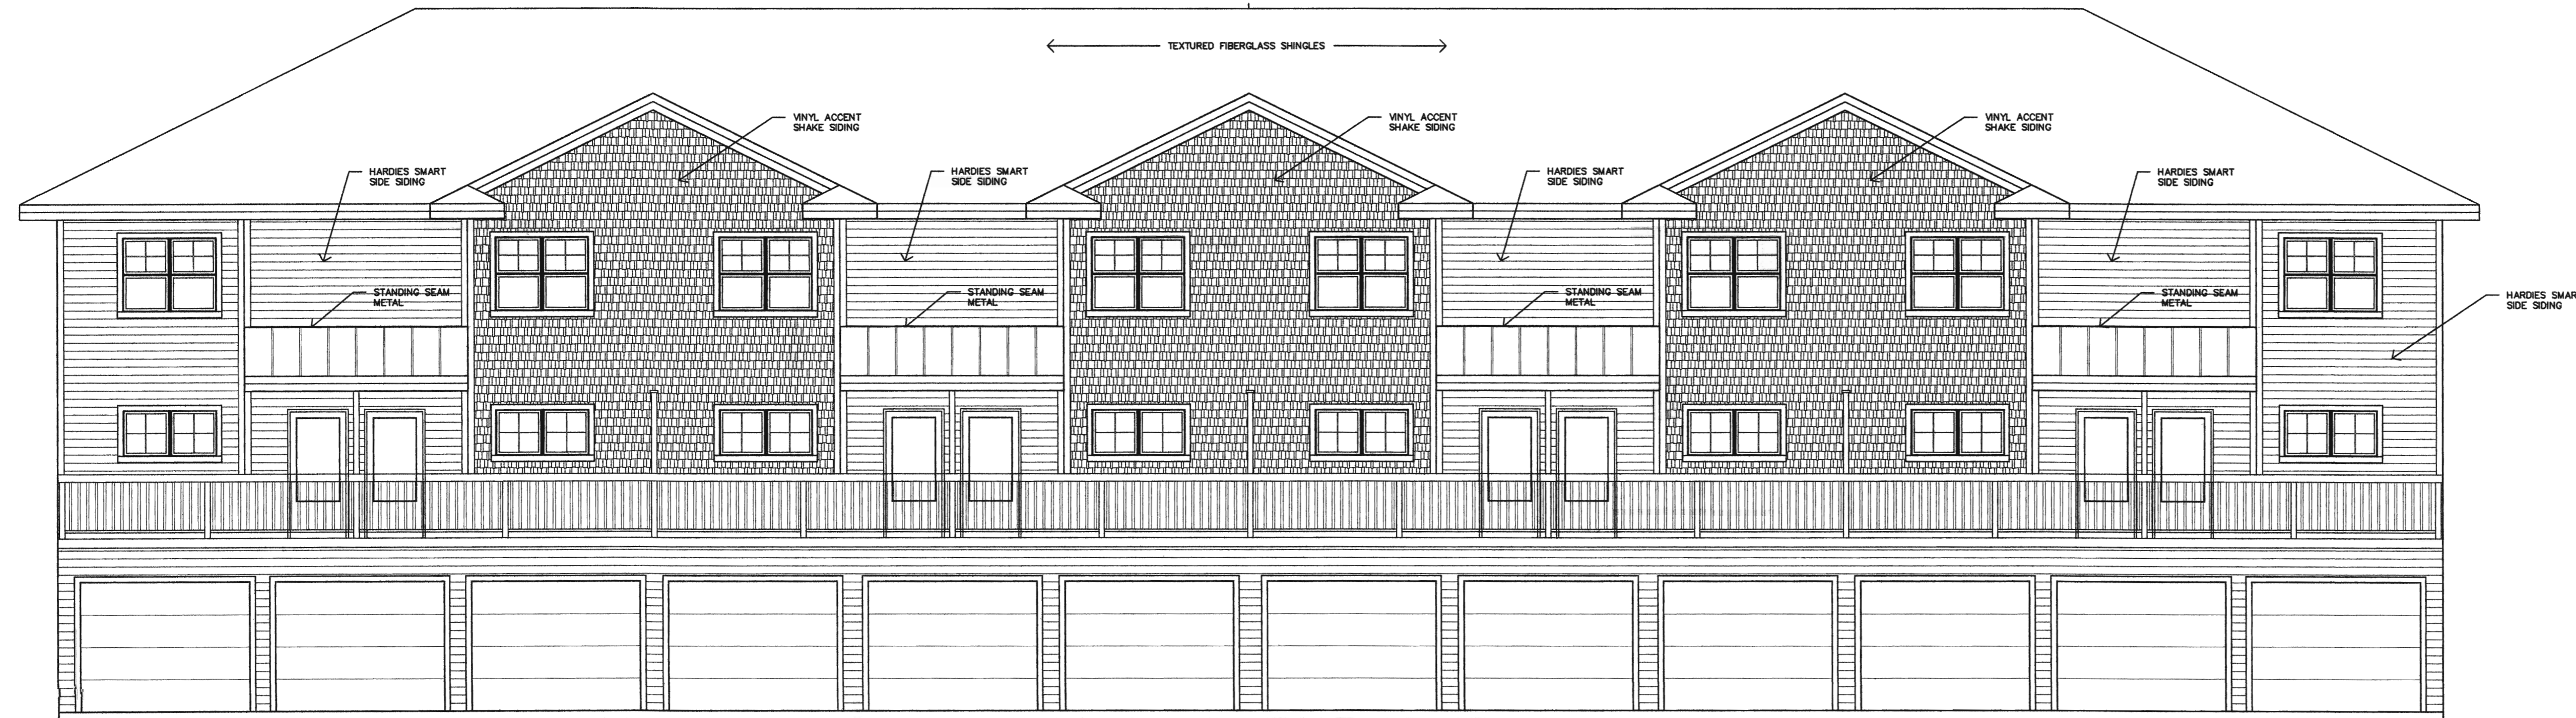 TEXTURED FIBERGLASS SHINGLES
VINYL ACCENT
SHAKE SIDING
VINYL ACCENT
SHAKE SIDING
VINYL ACCENT
SHAKE SIDING
HARDIES SMART
SIDE SIDING
HARDIES SMART
SIDE SIDING
HARDIES SMART
SIDE SIDING
HARDIES SMART
SIDE SIDING
STANDING SEAM
METAL
STANDING SEAM
METAL
STANDING SEAM
METAL
STANDING SEAM
METAL
HARDIES SMAR
SIDE SIDING